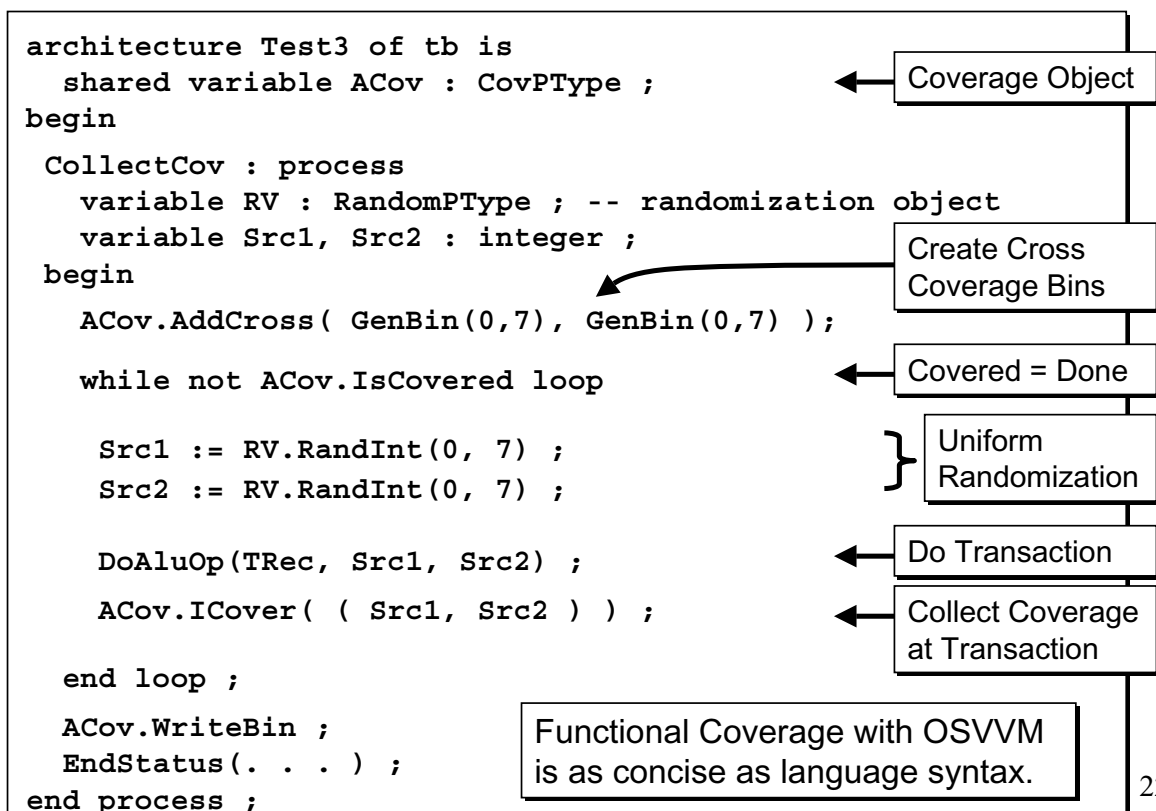 architecture Test3 of tb is
shared variable ACov : CovPType ;
Coverage Object
begin
CollectCov : process
variable RV : RandomPType ; -- randomization object
variable Src1, Src2 : integer ;
begin
Create Cross
Coverage Bins
ACov.AddCross( GenBin(0,7), GenBin(0,7) );
while not ACov.IsCovered loop
Covered = Done
Src1 := RV.RandInt(0, 7) ;
Src2 := RV.RandInt(0, 7) ;
Uniform
Randomization
DoAluOp(TRec, Src1, Src2) ;
Do Transaction
ACov.ICover( ( Src1, Src2 ) ) ;
Collect Coverage
at Transaction
end loop ;
ACov.WriteBin ;
EndStatus(. . . ) ;
end process ;
Functional Coverage with OSVVM
is as concise as language syntax.